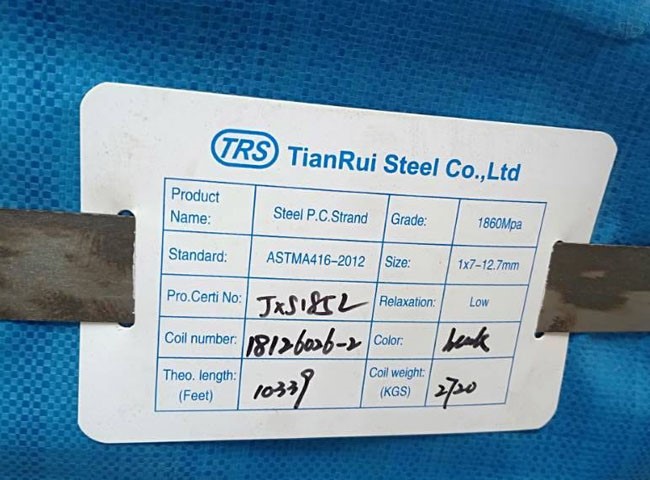 TRS TianRui Steel Co.,Ltd
Product Name: Steel P.C.Strand Grade: 1860Mpa
Standard: ASTMA416-2012 Size: 1x7-12.7mm
Pro.Certi No: JXS1852 Relaxation: Low
Coil number: 18126026-2 Color:
Theo. length: (Feet) 10339 Coil weight: (KGS) 2720